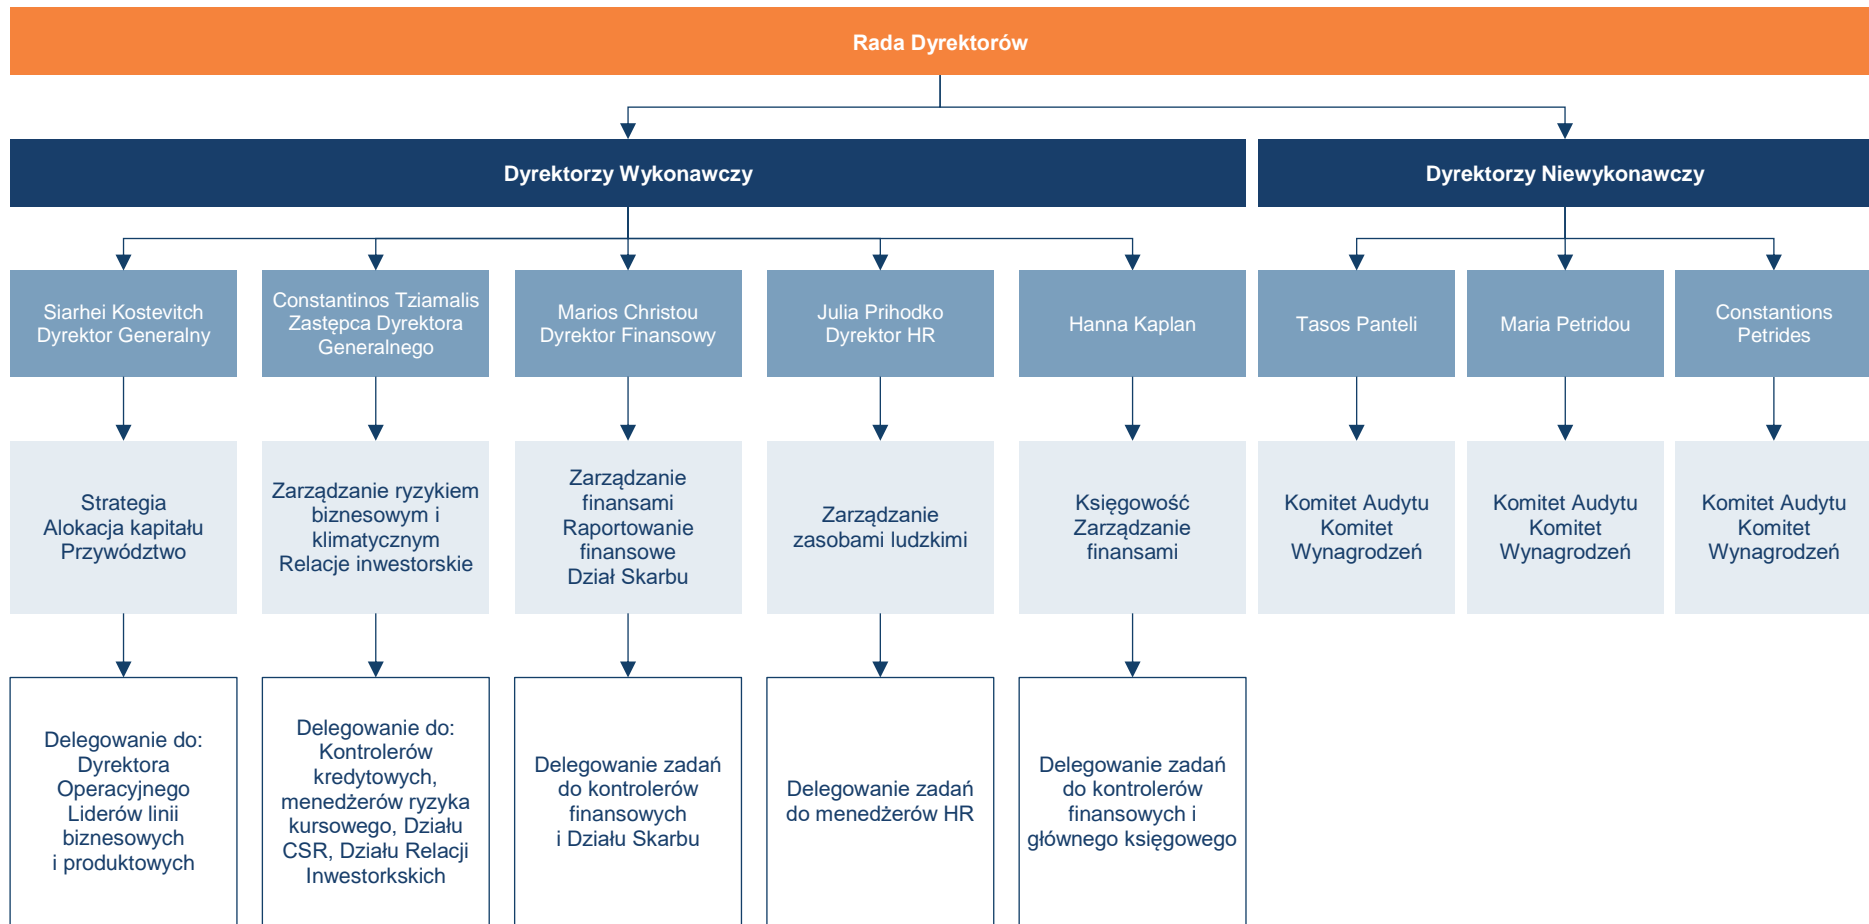 Rada Dyrektorów
Dyrektorzy Wykonawczy
Dyrektorzy Niewykonawczy
Siarhei Kostevitch
Dyrektor Generalny
Constantinos Tziamalis
Zastępca Dyrektora
Generalnego
Marios Christou
Dyrektor Finansowy
Julia Prihodko
Dyrektor HR
Hanna Kaplan
Tasos Panteli
Maria Petridou
Constantions
Petrides
Strategia
Alokacja kapitału
Przywództwo
Zarządzanie ryzykiem
biznesowym i
klimatycznym
Relacje inwestorskie
Zarządzanie
finansami
Raportowanie
finansowe
Dział Skarbu
Zarządzanie
zasobami ludzkimi
Księgowość
Zarządzanie
finansami
Komitet Audytu
Komitet
Wynagrodzeń
Komitet Audytu
Komitet
Wynagrodzeń
Komitet Audytu
Komitet
Wynagrodzeń
Delegowanie do:
Dyrektora
Operacyjnego
Liderów linii
biznesowych
i produktowych
Delegowanie do:
Kontrolerów
kredytowych,
menedżerów ryzyka
kursowego, Działu
CSR, Działu Relacji
Inwestorkskich
Delegowanie zadań
do kontrolerów
finansowych
i Działu Skarbu
Delegowanie zadań
do menedżerów HR
Delegowanie zadań
do kontrolerów
finansowych i
głównego księgowego